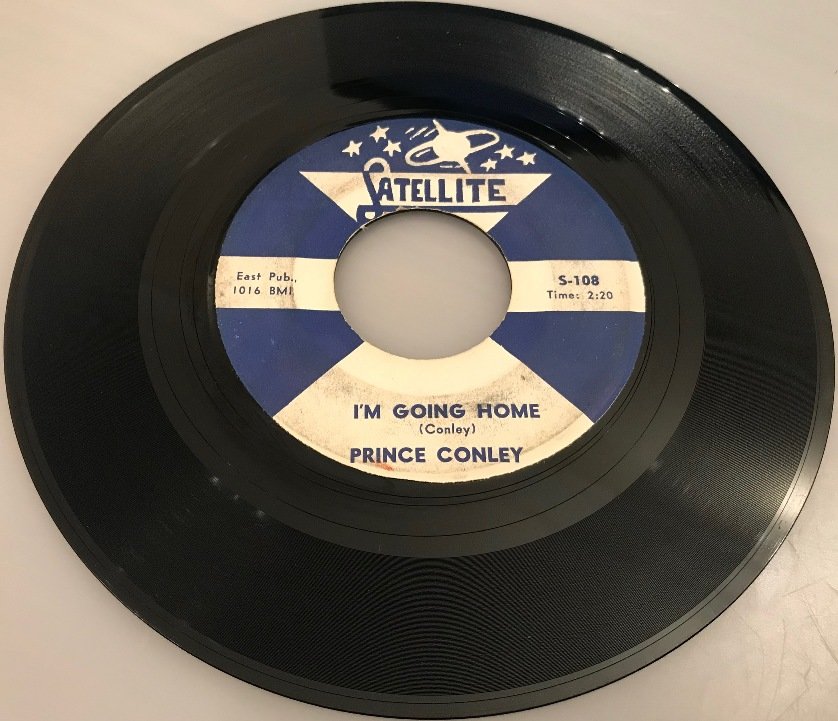 SATELLITE
East Pub.,
1016 BMI
S-108
Time: 2:20
I'M GOING HOME
(Conley)
PRINCE CONLEY